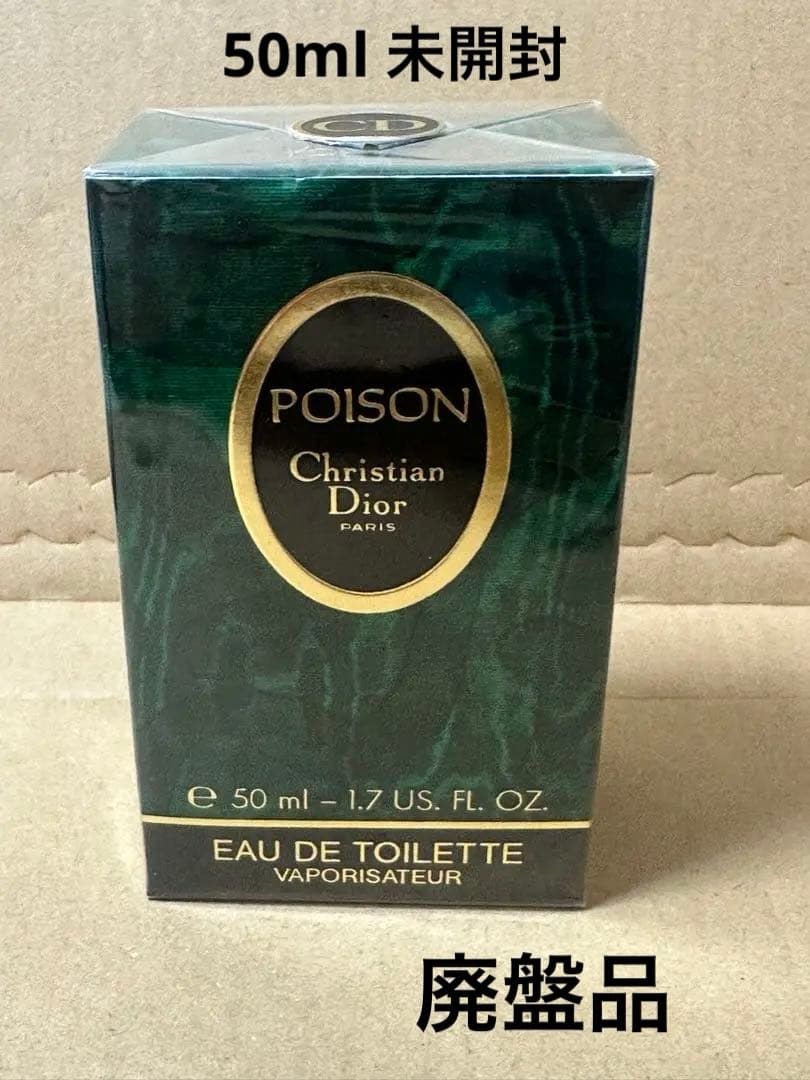 50ml 未開封
CD
POISON
Christian
Dior
PARIS
℮ 50 ml – 1.7 US. FL. OZ.
EAU DE TOILETTE
VAPORISATEUR
廃盤品